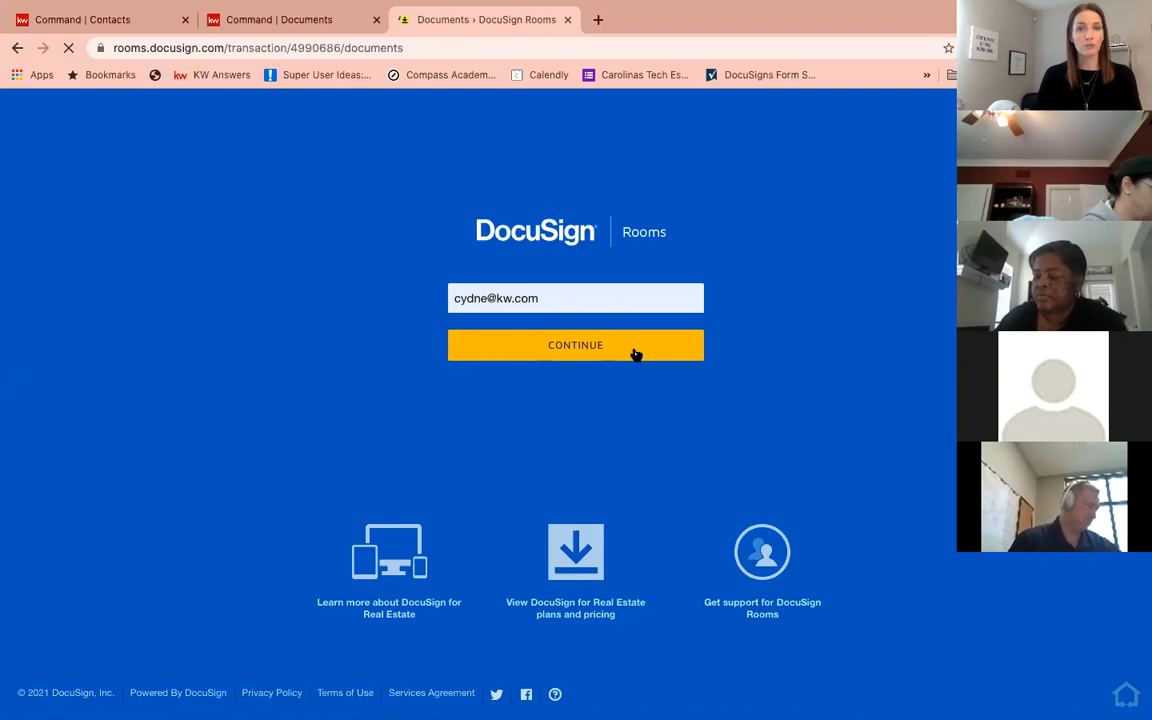 Command | Contacts
Command | Documents
Documents › DocuSign Rooms
rooms.docusign.com/transaction/4990686/documents
Apps
Bookmarks
kw KW Answers
Super User Ideas:...
Compass Academ...
Calendly
Carolinas Tech Es...
DocuSigns Form S...
DocuSign | Rooms
cydne@kw.com
CONTINUE
Learn more about DocuSign for
Real Estate
View DocuSign for Real Estate
plans and pricing
Get support for DocuSign
Rooms
© 2021 DocuSign, Inc.
Powered By DocuSign
Privacy Policy
Terms of Use
Services Agreement